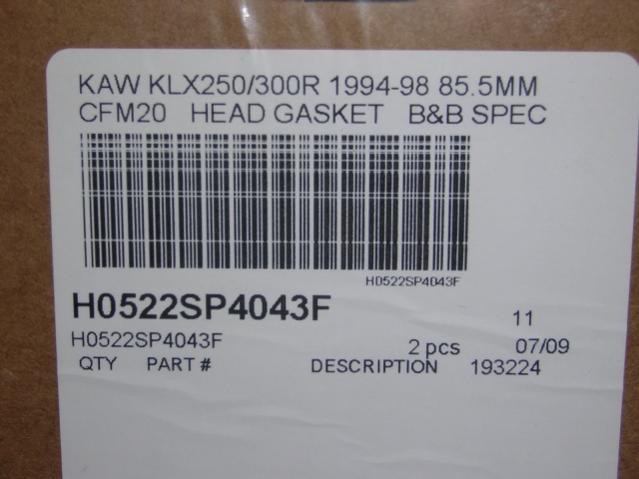 KAW KLX250/300R 1994-98 85.5MM
CFM20 HEAD GASKET B&B SPEC
H0522SP4043F
H0522SP4043F
11
H0522SP4043F 2 pcs 07/09
QTY PART # DESCRIPTION 193224